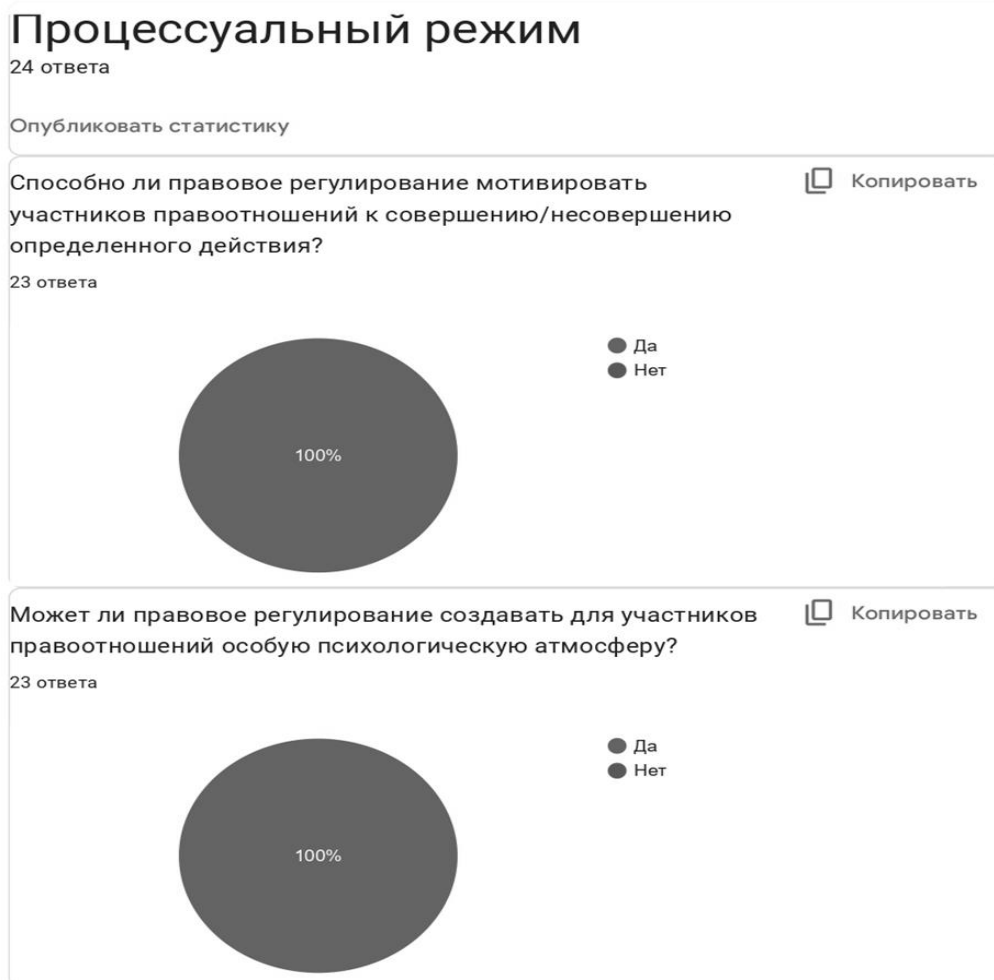 Процессуальный режим
24 ответа
Опубликовать статистику
Способно ли правовое регулирование мотивировать
участников правоотношений к совершению/несовершению
определенного действия?
Копировать
23 ответа
Да
Нет
100%
Может ли правовое регулирование создавать для участников
правоотношений особую психологическую атмосферу?
Копировать
23 ответа
Да
Нет
100%